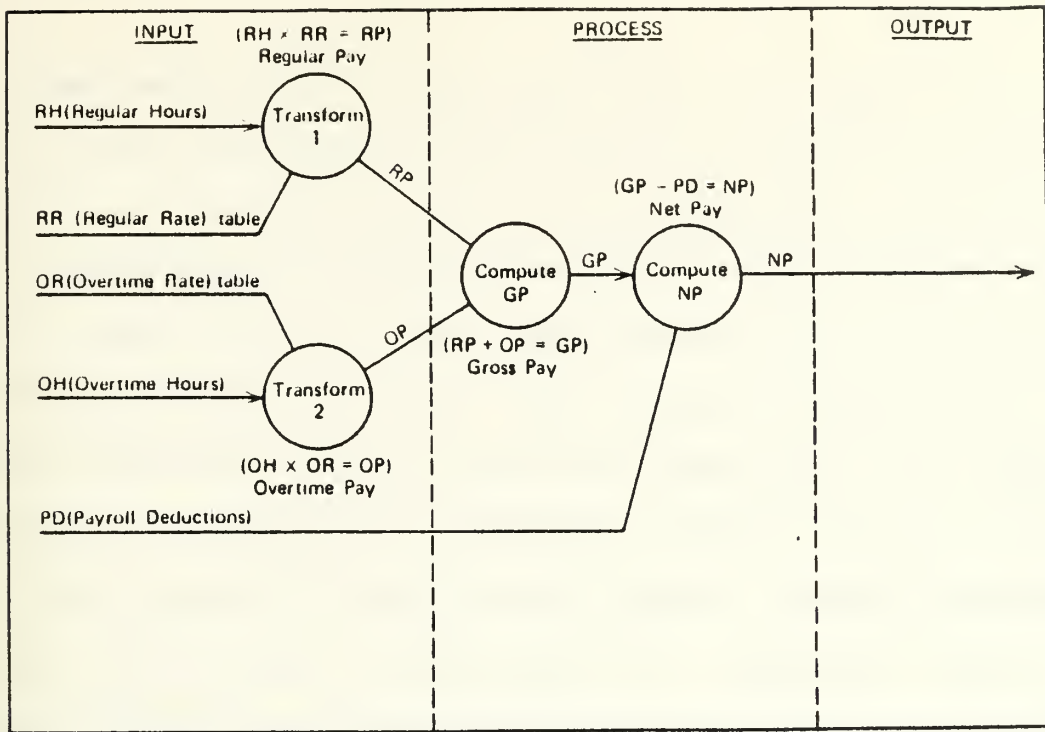 INPUT
PROCESS
OUTPUT
(RH × RR = RP)
Regular Pay
RH(Regular Hours)
Transform
1
RP
RR (Regular Rate) table
(GP - PD = NP)
Net Pay
OR(Overtime Rate) table
Compute
GP
GP
Compute
NP
NP
OP
(RP + OP = GP)
Gross Pay
OH(Overtime Hours)
Transform
2
(OH × OR = OP)
Overtime Pay
PD(Payroll Deductions)